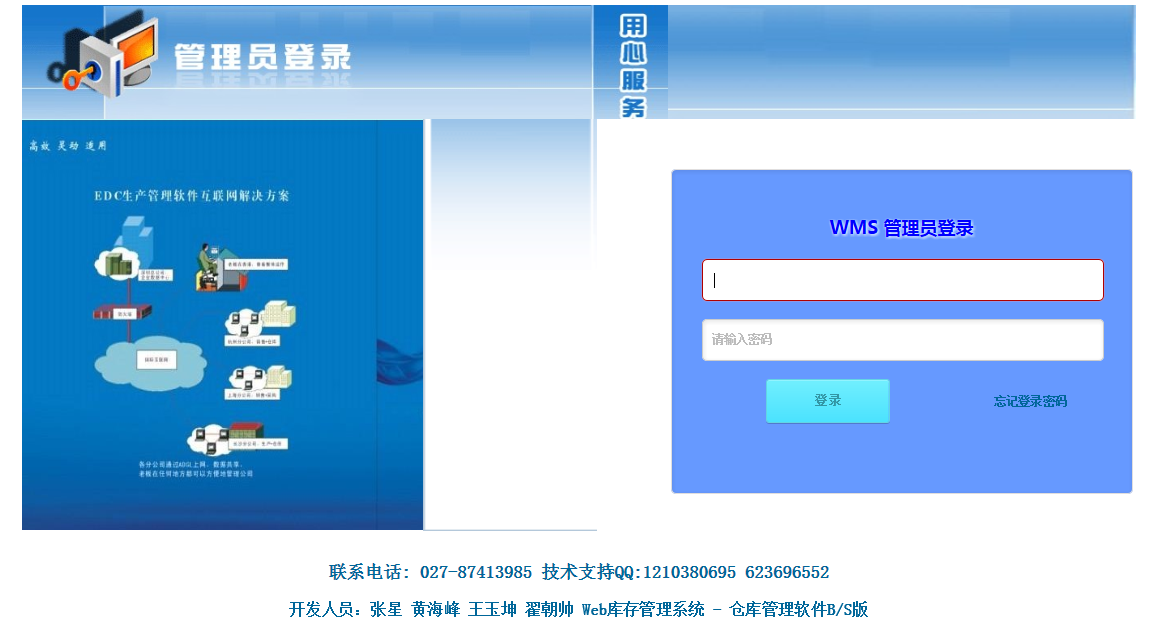 管理员登录
用心服务
高效 灵动 适用
EDC生产管理软件互联网解决方案
WMS 管理员登录
请输入密码
登录
忘记登录密码
各分公司通过ADSL上网、数据共享，
老板在任何地方都可以方便地管理公司
联系电话: 027-87413985 技术支持QQ:1210380695 623696552
开发人员: 张星 黄海峰 王玉坤 翟朝帅 Web库存管理系统 - 仓库管理软件B/S版